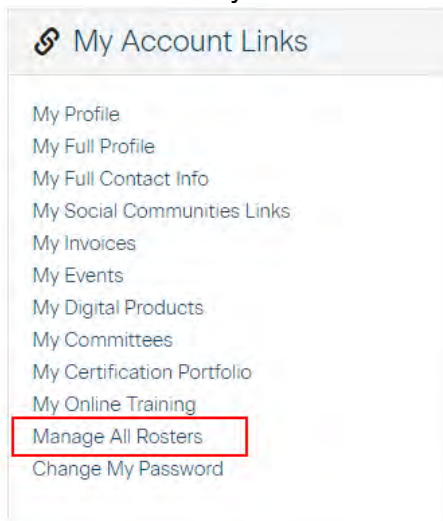 My Account Links
My Profile
My Full Profile
My Full Contact Info
My Social Communities Links
My Invoices
My Events
My Digital Products
My Committees
My Certification Portfolio
My Online Training
Manage All Rosters
Change My Password